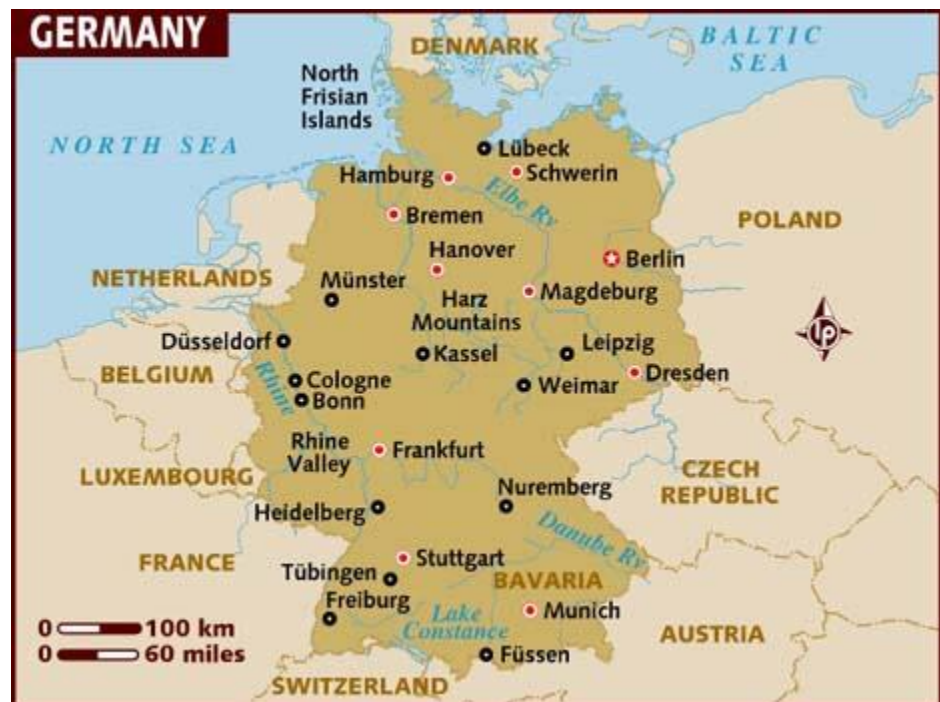 GERMANY
DENMARK
BALTIC
SEA
North
Frisian
Islands
NORTH SEA
Lübeck
Hamburg
Schwerin
Elbe Rv
Bremen
POLAND
Hanover
Berlin
NETHERLANDS
Münster
Magdeburg
Harz
Mountains
lp
Düsseldorf
Leipzig
Kassel
BELGIUM
Cologne
Weimar
Dresden
Rhine
Bonn
Rhine
Valley
Frankfurt
LUXEMBOURG
CZECH
REPUBLIC
Nuremberg
Heidelberg
Danube Rv
FRANCE
Stuttgart
Tübingen
BAVARIA
Freiburg
Lake
Constance
Munich
0 100 km
0 60 miles
AUSTRIA
Füssen
SWITZERLAND